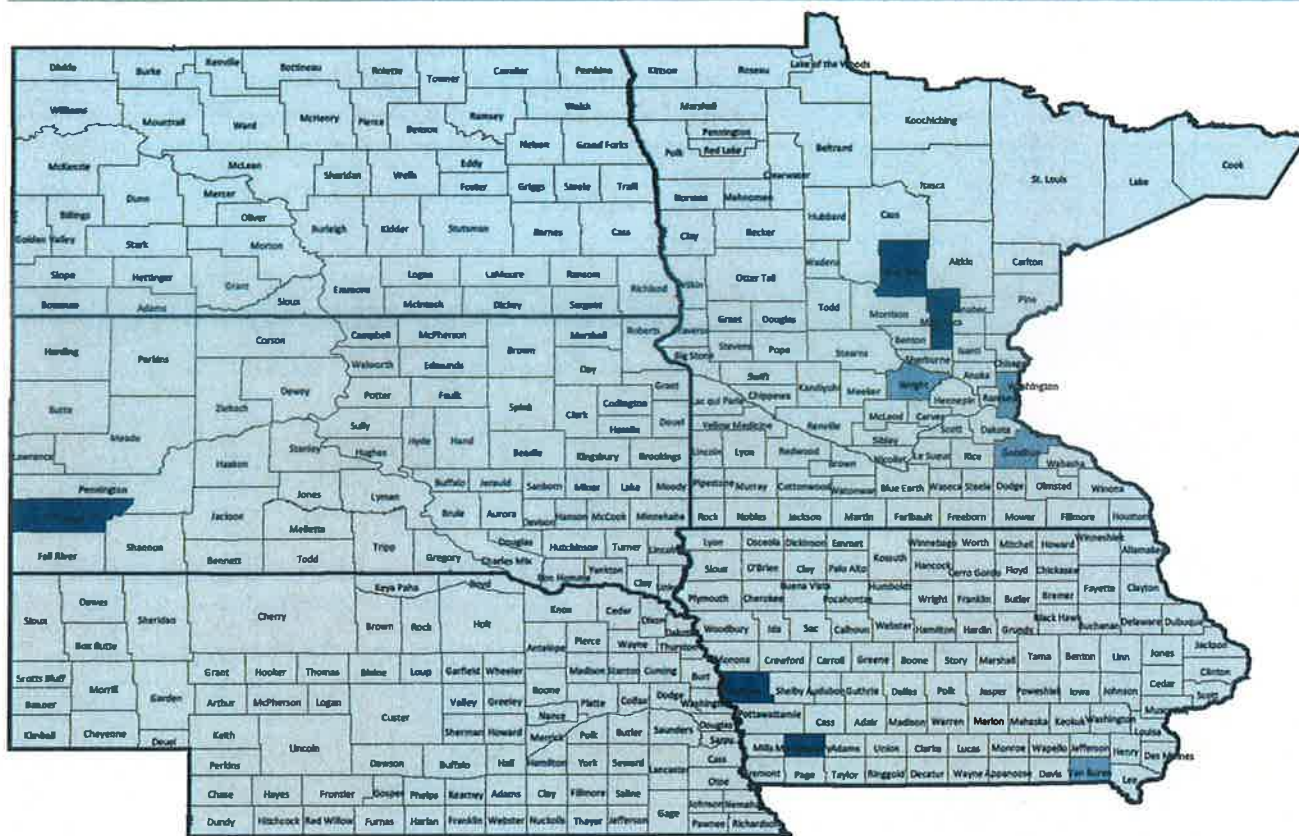 Divide Burke Renville Bottineau Rolette Towner Cavalier Pembina Kittson Roseau Lake of the Woods
Williams Mountrail Ward McHenry Pierce Benson Ramsey Walsh Marshall Koochiching
Pennington
Nelson Grand Forks Polk Red Lake Beltrand Cook
McKenzie McLean Sheridan Wells Eddy Clearwater St. Louis Lake
Dunn Mercer Foster Griggs Steele Traill Norman Mahnomen Itasca
Billings Oliver Hubbard Cass
Golden Valley Stark Morton Burleigh Kidder Stutsman Barnes Cass Clay Becker
Wadena Aitkin Carlton
Slope Hettinger Grant Logan LaMoure Ransom Richland Wilkin Otter Tail
Emmons
Bowman Adams Sioux McIntosh Dickey Sargent Todd Morrison Pine
Grant Douglas
Harding Perkins Corson Campbell McPherson Brown Marshall Roberts Traverse Benson
Walworth Edmunds Day Big Stone Stevens Pope Stearns Sherburne Isanti Chisago
Butte Ziebach Dewey Potter Faulk Spink Grant Swift Anoka Washington
Clark Codington Lac qui Parle Chippewa Kandiyohi Meeker Wright Hennepin Ramsey
Meade Sully Hamlin Deuel McLeod Carver
Lawrence Haakon Stanley Hughes Hyde Hand Beadle Kingsbury Brookings Yellow Medicine Renville Sibley Scott Dakota
Lincoln Lyon Redwood Brown Nicollet Le Sueur Rice Goodhue Wabasha
Pennington Jones Lyman Buffalo Jerauld Sanborn Miner Lake Moody Pipestone Murray Cottonwood Watonwan Blue Earth Waseca Steele Dodge Olmsted Winona
Jackson Brule Aurora Davison Hanson McCook Minnehaha Rock Nobles Jackson Martin Faribault Freeborn Mower Fillmore Houston
Fall River Shannon Mellette Tripp Douglas Hutchinson Turner Lincoln Lyon Osceola Dickinson Emmet Kossuth Winnebago Worth Mitchell Howard Winneshiek Allamakee
Bennett Todd Gregory Charles Mix Bon Homme Yankton Clay Union Sioux O'Brien Clay Palo Alto Hancock Cerro Gordo Floyd Chickasaw
Keya Paha Boyd Buena Vista Humboldt Fayette Clayton
Sioux Dawes Sheridan Cherry Brown Rock Holt Knox Cedar Dixon Plymouth Cherokee Pocahontas Wright Franklin Butler Bremer
Dakota Black Hawk Buchanan Delaware Dubuque
Box Butte Antelope Pierce Wayne Thurston Woodbury Ida Sac Calhoun Webster Hamilton Hardin Grundy
Scotts Bluff Grant Hooker Thomas Blaine Loup Garfield Wheeler Madison Stanton Cuming Burt Monona Crawford Carroll Greene Boone Story Marshall Tama Benton Linn Jones Jackson
Morrill Garden Boone Clinton
Banner Arthur McPherson Logan Custer Valley Greeley Platte Colfax Dodge Washington Shelby Audubon Guthrie Dallas Polk Jasper Poweshiek Iowa Johnson Cedar Scott
Nance Douglas Pottawattamie
Kimball Cheyenne Deuel Keith Lincoln Sherman Howard Merrick Polk Butler Saunders Sarpy Cass Adair Madison Warren Marion Mahaska Keokuk Washington Louisa
Perkins Dawson Buffalo Hall Hamilton York Seward Lancaster Cass Mills Adams Union Clarke Lucas Monroe Wapello Jefferson Henry Des Moines
Otoe Page Taylor Ringgold Decatur Wayne Appanoose Davis Van Buren Lee
Chase Hayes Frontier Gosper Phelps Kearney Adams Clay Fillmore Saline Johnson Nemaha
Dundy Hitchcock Red Willow Furnas Harlan Franklin Webster Nuckolls Thayer Jefferson Gage Pawnee Richardson